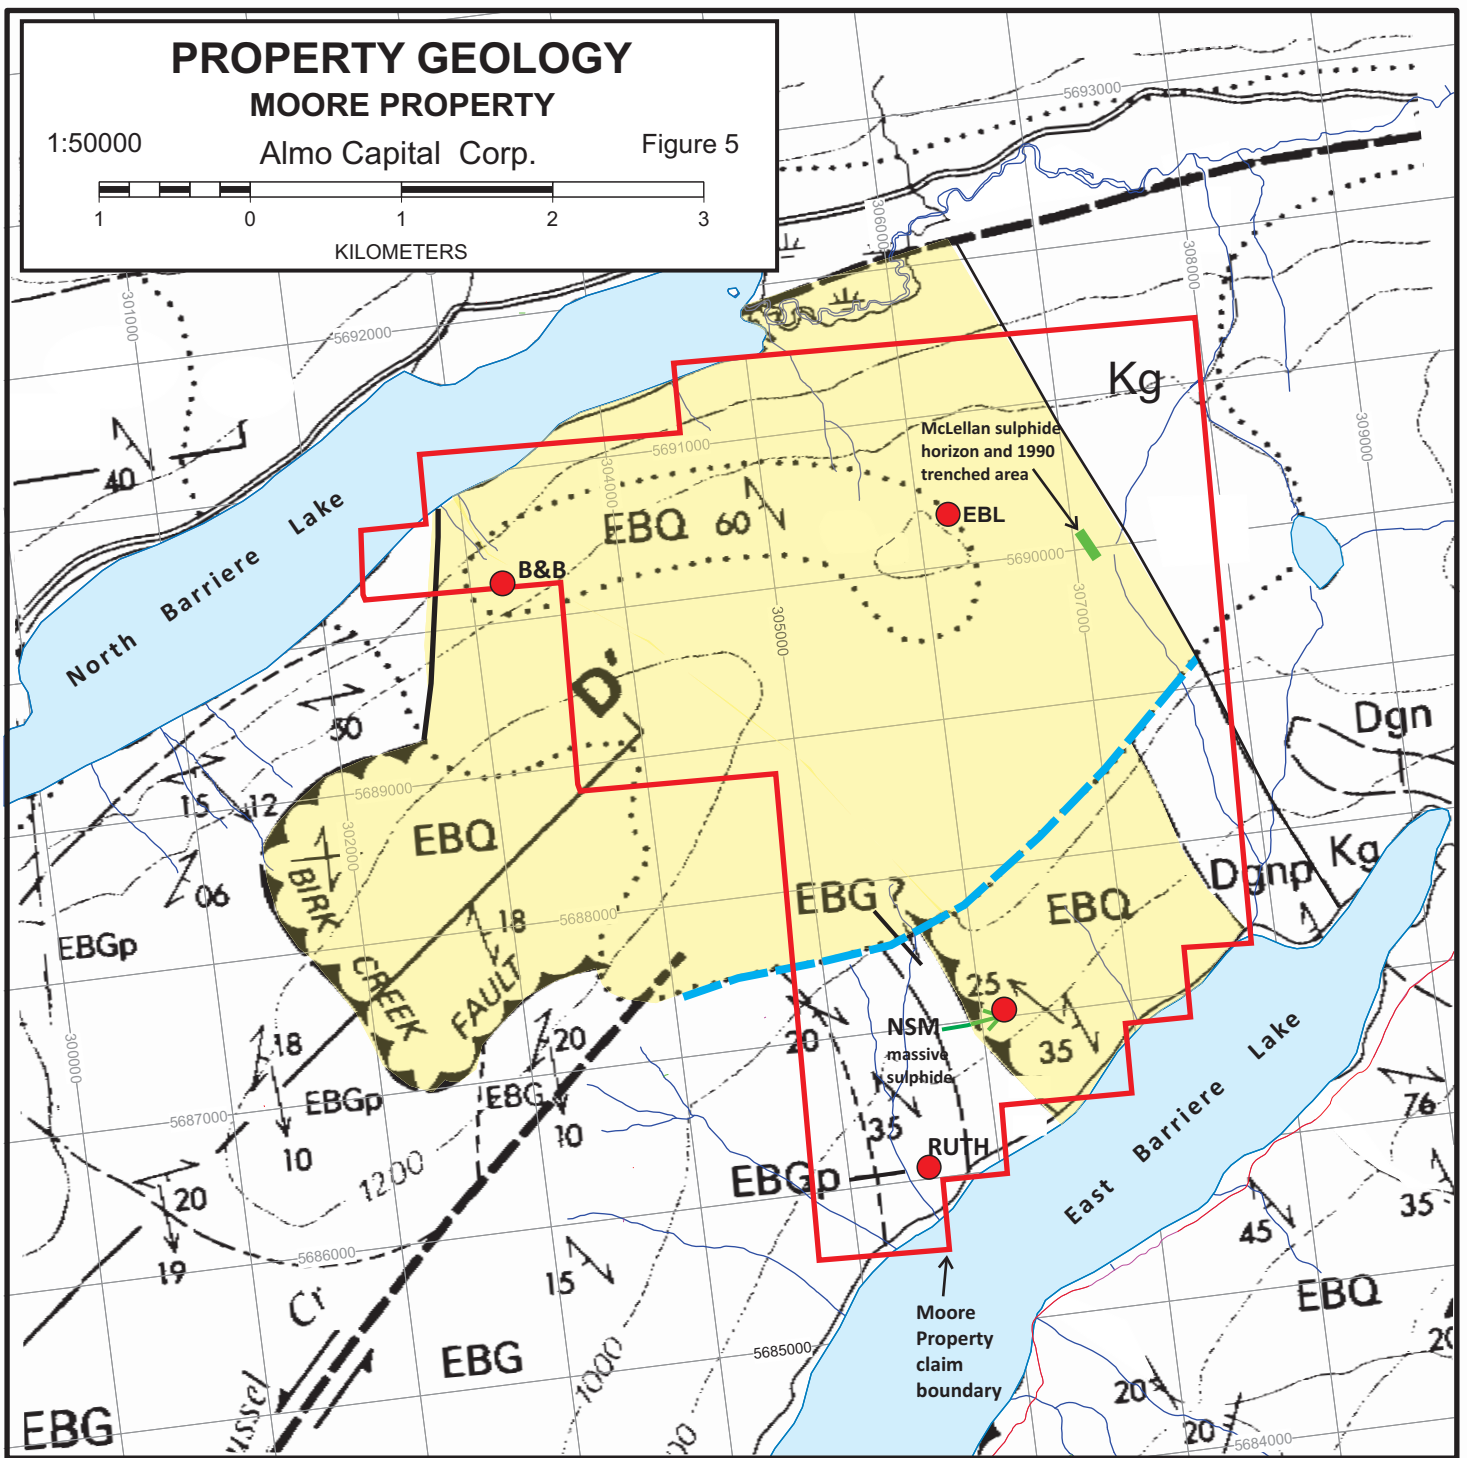 PROPERTY GEOLOGY
MOORE PROPERTY
1:50000
Almo Capital Corp.
Figure 5
1 0 1 2 3
KILOMETERS
5693000
306000
308000
301000
5692000
Kg
309000
McLellan sulphide
horizon and 1990
trenched area
5691000
304000
40
North Barriere Lake
EBQ 60
EBL
5690000
B&B
307000
305000
D'
50
Dgn
5689000
15
12
302000
EBQ
BIRK
CREEK
FAULT
06
18
5688000
EBG ?
EBQ
Dgnp
Kg
EBGp
25
NSM
massive
sulphide
35
20
20
18
300000
EBGp
EBG
10
10
5687000
1200
35
RUTH
EBGp
East Barriere Lake
76
35
45
20
19
5686000
15
Cr
EBQ
Moore
Property
claim
boundary
5685000
EBG
1000
EBG
20
20
5684000